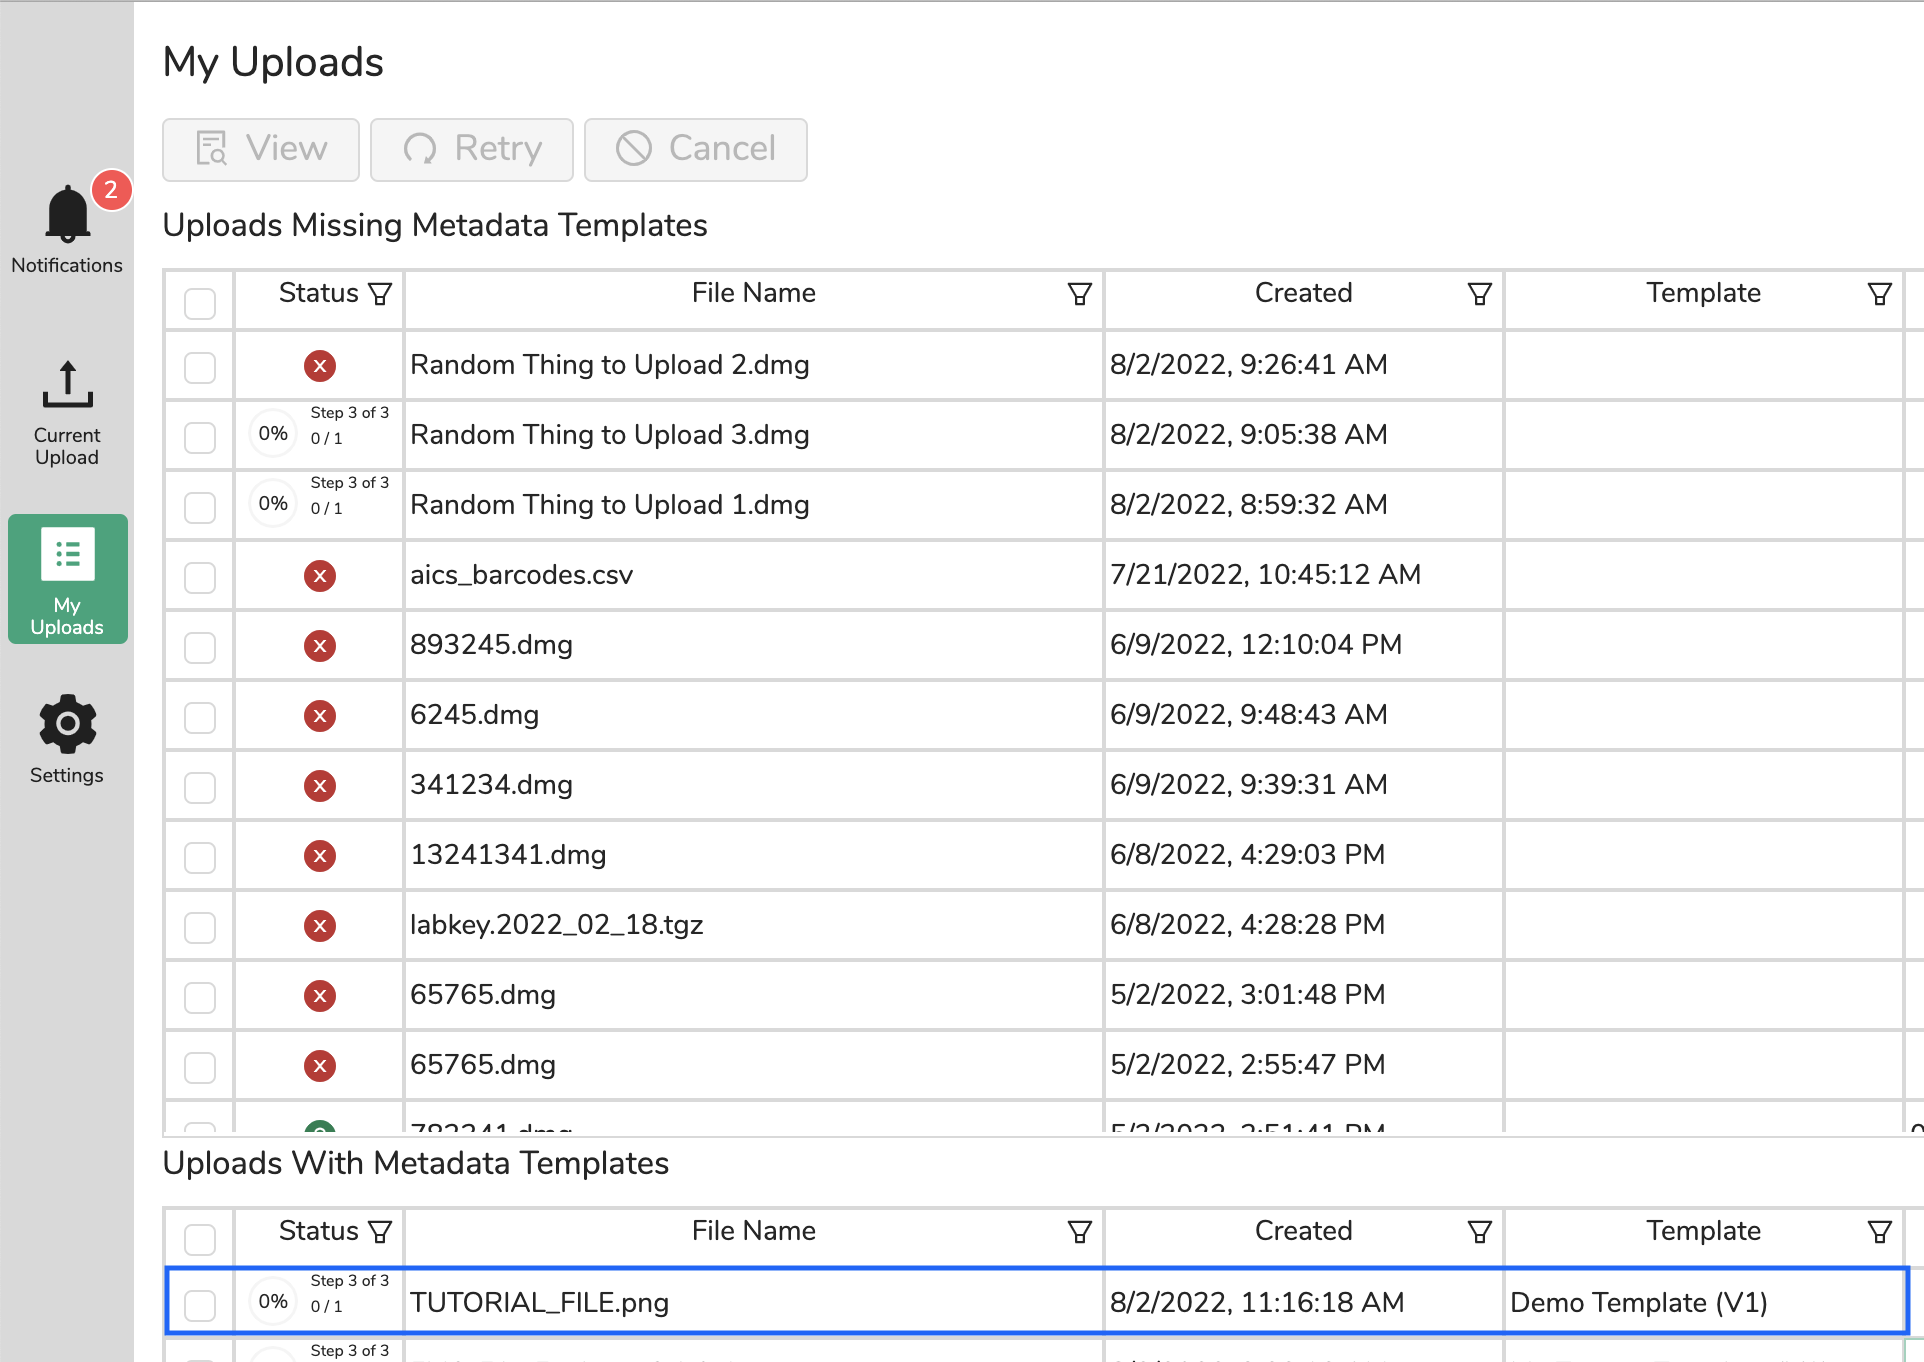 My Uploads
View Retry Cancel
2
Notifications
Current
Upload
My
Uploads
Settings
Uploads Missing Metadata Templates
Status File Name Created Template
x Random Thing to Upload 2.dmg 8/2/2022, 9:26:41 AM
0% Step 3 of 3 0 / 1 Random Thing to Upload 3.dmg 8/2/2022, 9:05:38 AM
0% Step 3 of 3 0 / 1 Random Thing to Upload 1.dmg 8/2/2022, 8:59:32 AM
x aics_barcodes.csv 7/21/2022, 10:45:12 AM
x 893245.dmg 6/9/2022, 12:10:04 PM
x 6245.dmg 6/9/2022, 9:48:43 AM
x 341234.dmg 6/9/2022, 9:39:31 AM
x 13241341.dmg 6/8/2022, 4:29:03 PM
x labkey.2022_02_18.tgz 6/8/2022, 4:28:28 PM
x 65765.dmg 5/2/2022, 3:01:48 PM
x 65765.dmg 5/2/2022, 2:55:47 PM
Uploads With Metadata Templates
Status File Name Created Template
0% Step 3 of 3 0 / 1 TUTORIAL_FILE.png 8/2/2022, 11:16:18 AM Demo Template (V1)
Step 3 of 3